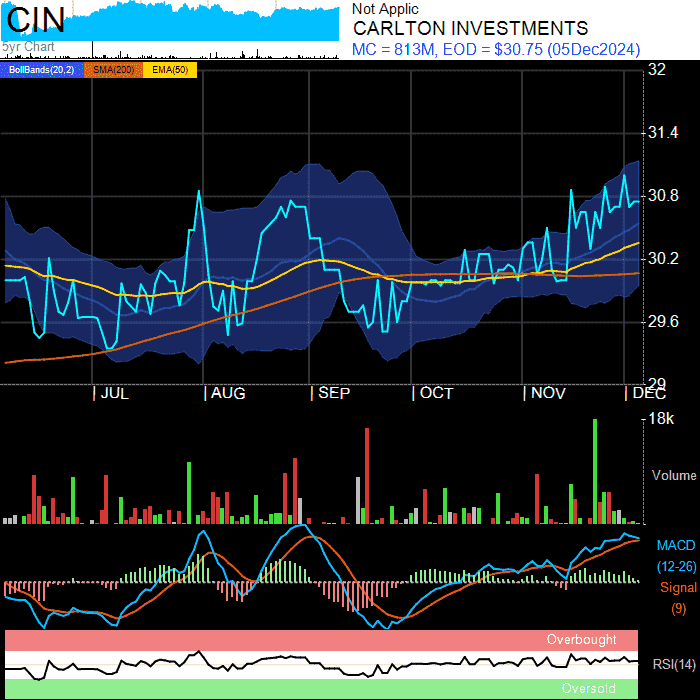 CIN
5yr Chart
Not Applic
CARLTON INVESTMENTS
MC = 813M, EOD = $30.75 (05Dec2024)
BollBands(20,2) SMA(200) EMA(50)
32
31.4
30.8
30.2
29.6
29
JUL AUG SEP OCT NOV DEC
18k
Volume
MACD
(12-26)
Signal
(9)
Overbought
RSI(14)
Oversold